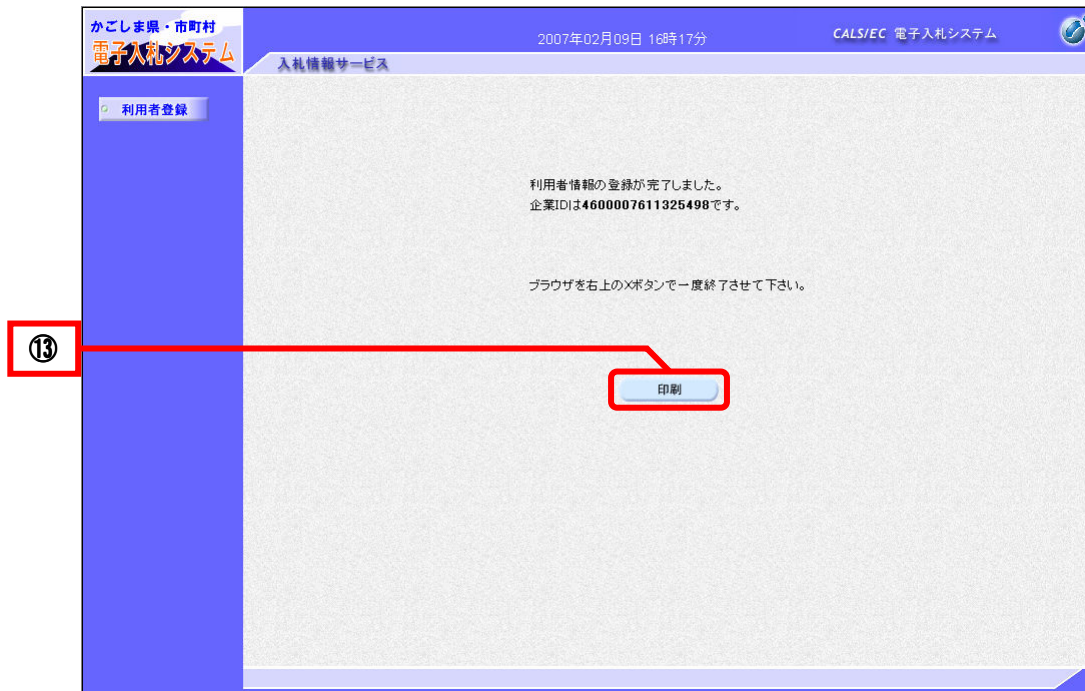 かごしま県・市町村
電子入札システム
2007年02月09日 16時17分
CALS/EC 電子入札システム
入札情報サービス
利用者登録
利用者情報の登録が完了しました。
企業IDは4600007611325498です。
ブラウザを右上の×ボタンで一度終了させて下さい。
⑬
印刷